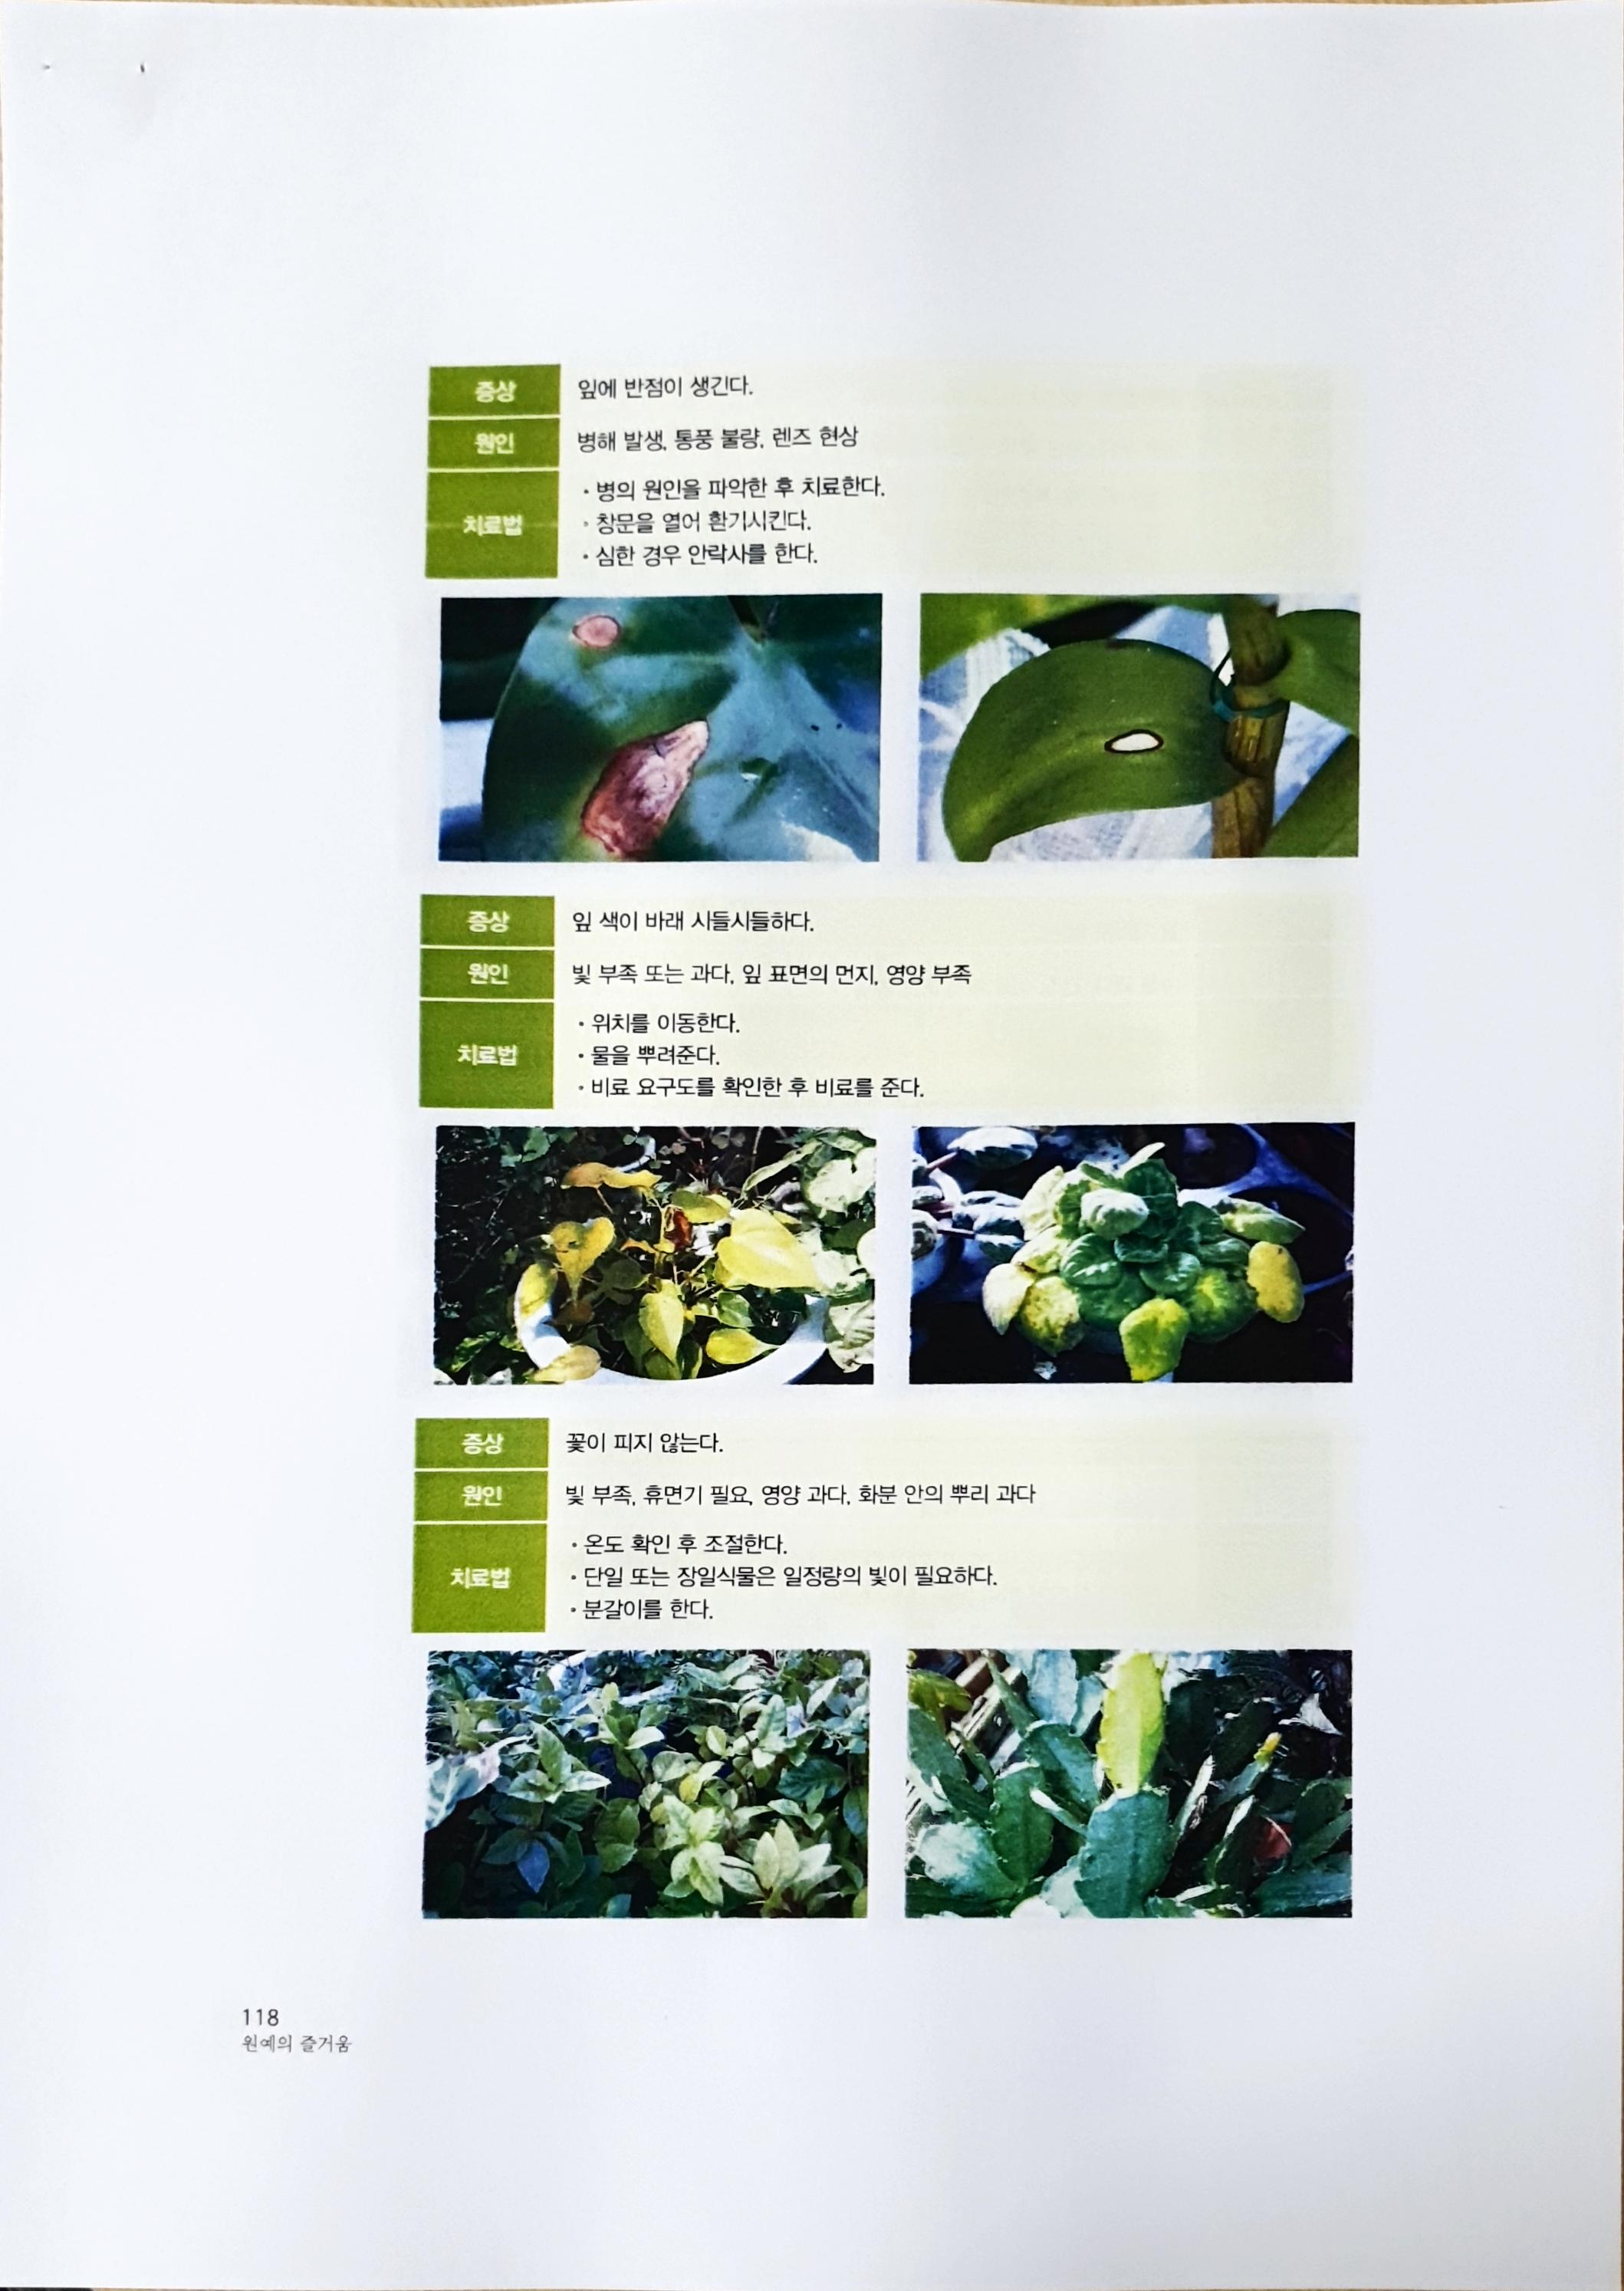 증상 잎에 반점이 생긴다.
원인 병해 발생, 통풍 불량, 렌즈 현상
치료법
• 병의 원인을 파악한 후 치료한다.
• 창문을 열어 환기시킨다.
• 심한 경우 안락사를 한다.
증상 잎 색이 바래 시들시들하다.
원인 빛 부족 또는 과다, 잎 표면의 먼지, 영양 부족
치료법
• 위치를 이동한다.
• 물을 뿌려준다.
• 비료 요구도를 확인한 후 비료를 준다.
증상 꽃이 피지 않는다.
원인 빛 부족, 휴면기 필요, 영양 과다, 화분 안의 뿌리 과다
치료법
• 온도 확인 후 조절한다.
• 단일 또는 장일식물은 일정량의 빛이 필요하다.
• 분갈이를 한다.
118
원예의 즐거움